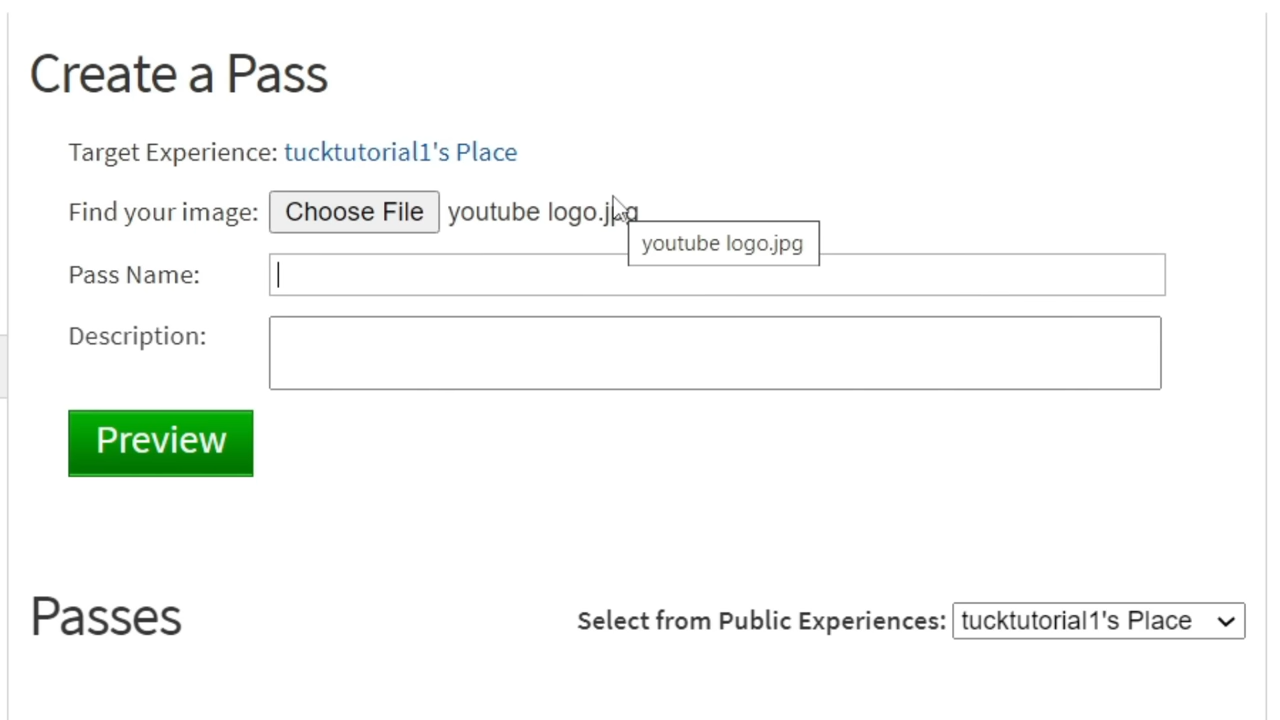 Create a Pass
Target Experience: tucktutorial1's Place
Find your image: Choose File youtube logo.jpg
youtube logo.jpg
Pass Name:
Description:
Preview
Passes Select from Public Experiences: tucktutorial1's Place